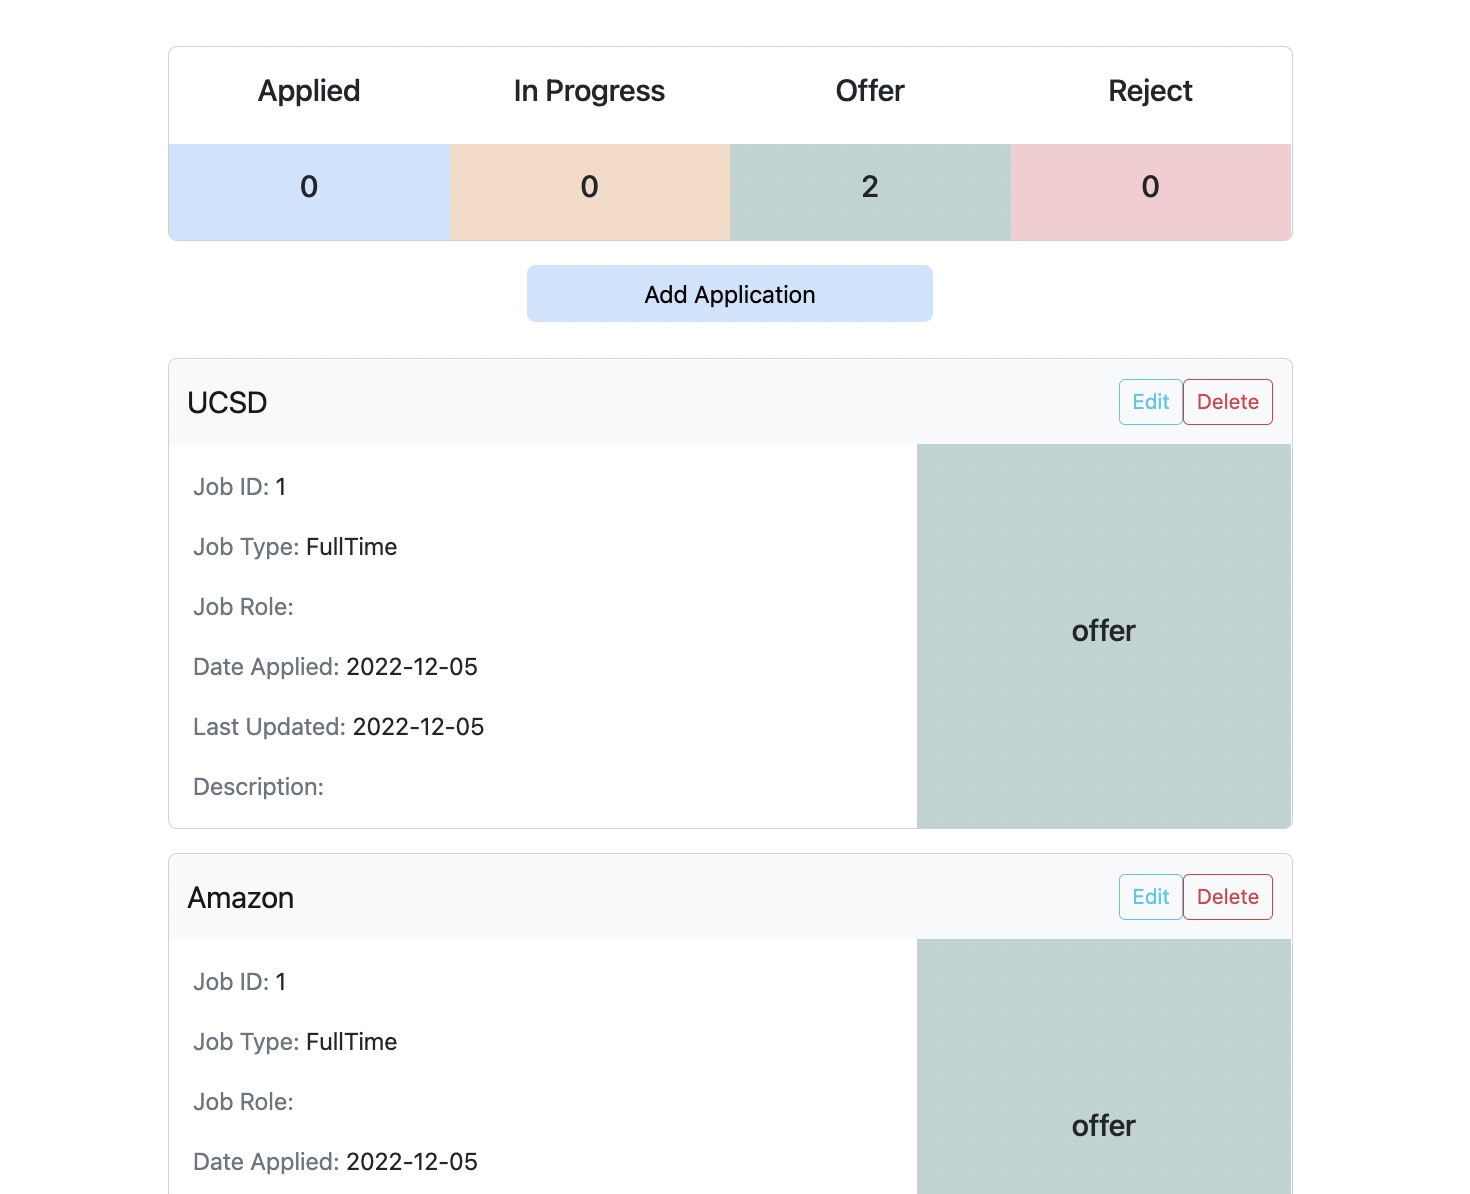 Applied In Progress Offer Reject
0 0 2 0
Add Application
UCSD Edit Delete
Job ID: 1
Job Type: FullTime
Job Role:
offer
Date Applied: 2022-12-05
Last Updated: 2022-12-05
Description:
Amazon Edit Delete
Job ID: 1
Job Type: FullTime
Job Role:
offer
Date Applied: 2022-12-05